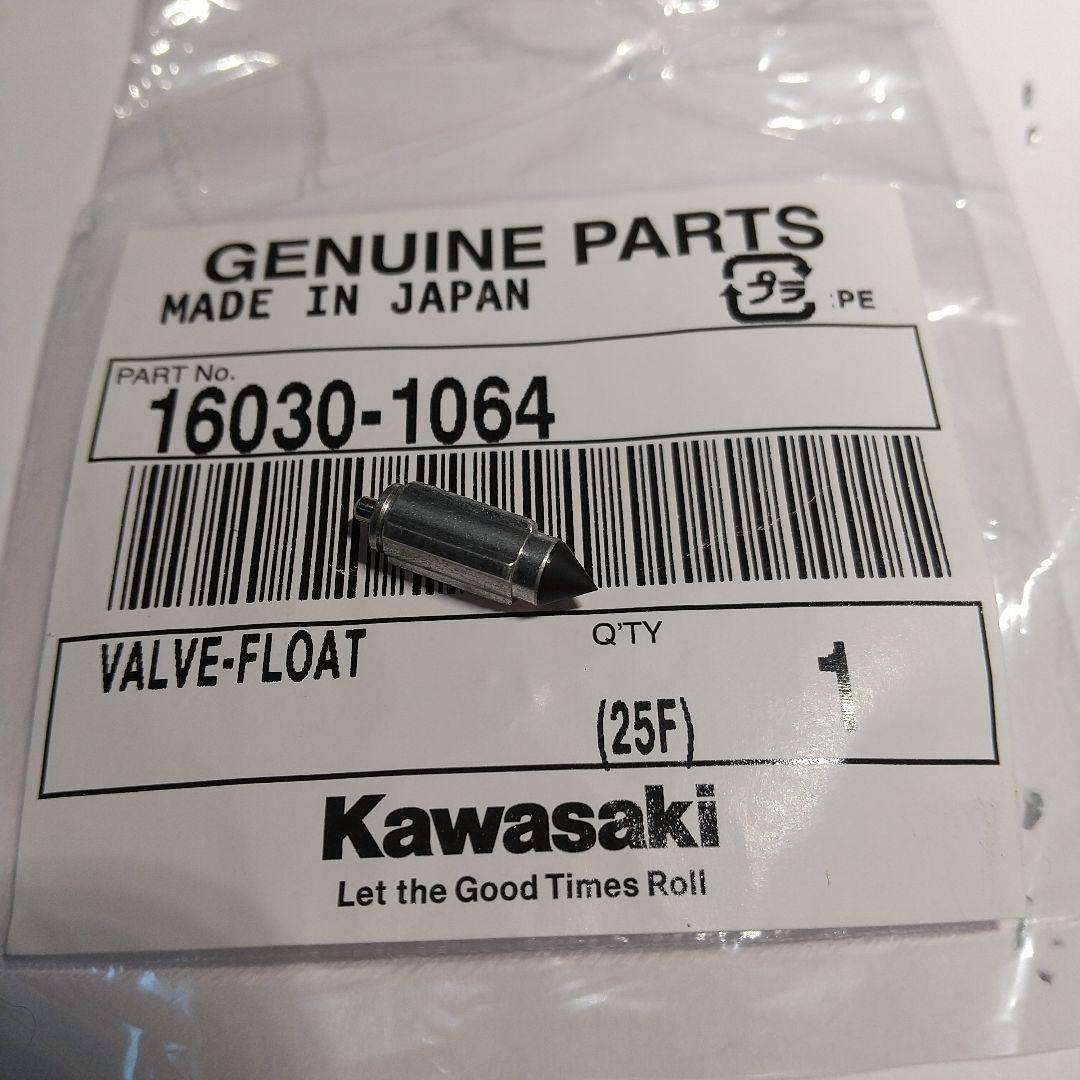 GENUINE PARTS
MADE IN JAPAN
プラ :PE
PART No.
16030-1064
VALVE-FLOAT
Q'TY
1
(25F)
Kawasaki
Let the Good Times Roll